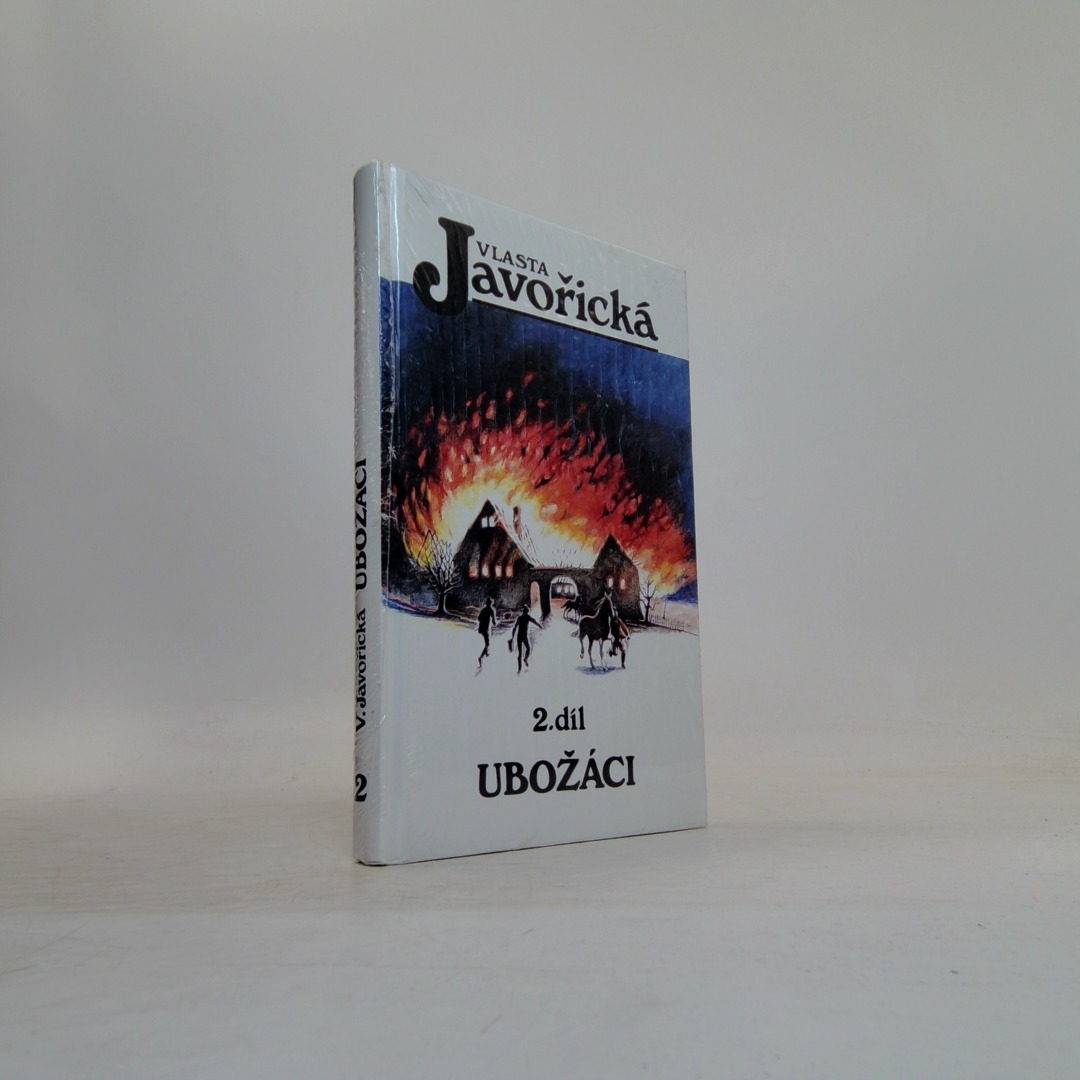 VLASTA
Javořická
2.díl
UBOŽÁCI
2 V. Javořická UBOŽÁCI